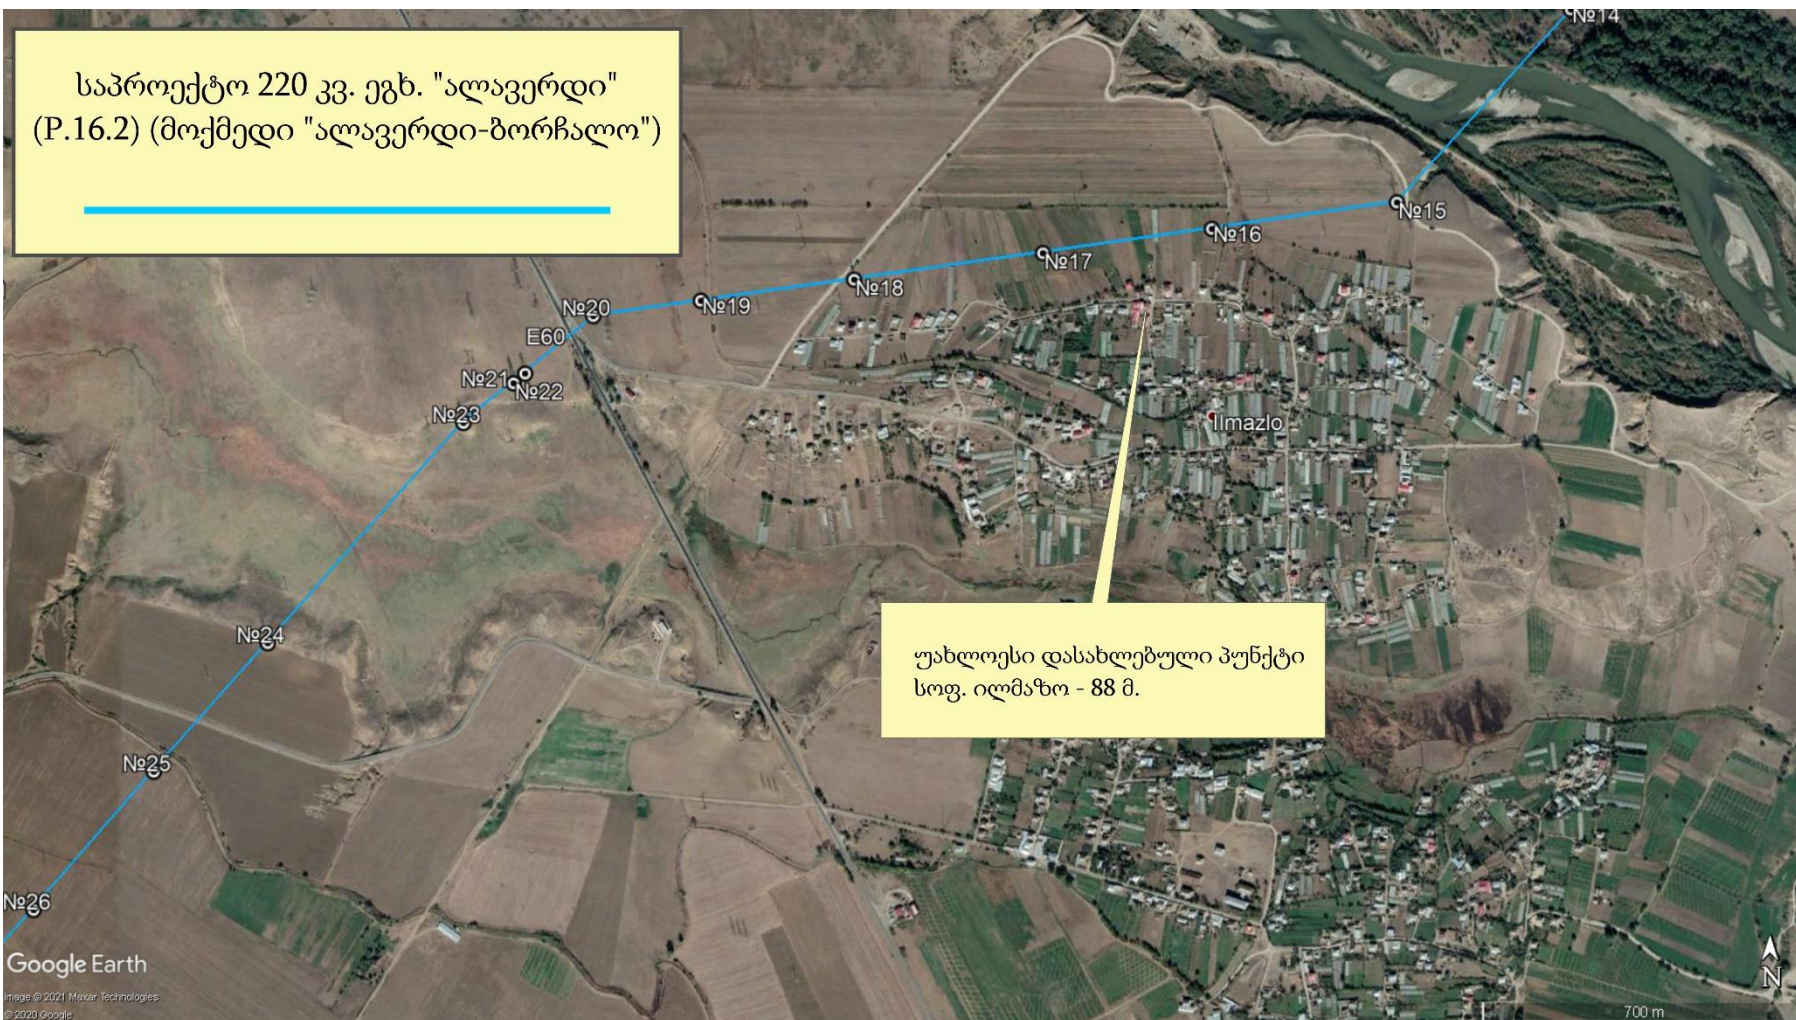 №14
საპროექტო 220 კვ. ეგხ. "ალავერდი"
(P.16.2) (მოქმედი "ალავერდი-ბორჩალო")
№15
№16
№17
№18
№19
№20
E60
№21
№22
№23
Ilmazlo
№24
უახლოესი დასახლებული პუნქტი
სოფ. ილმაზო - 88 მ.
№25
№26
Google Earth
Image © 2021 Maxar Technologies
© 2020 Google
N
700 m